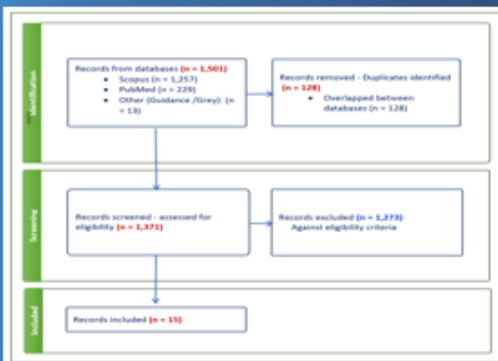 Identification
Records from databases (n = 1,501)
• Scopus (n = 1,257)
• PubMed (n = 229)
• Other (Guidance /Grey): (n
= 13)
Records removed - Duplicates identified
(n = 128)
• Overlapped between
databases (n = 128)
Screening
Records screened - assessed for
eligibility (n = 1,371)
Records excluded (n = 1,273)
Against eligibility criteria
Included
Records included (n = 15)